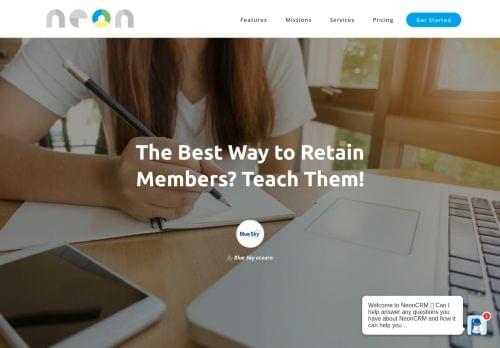 neon
Features
Missions
Services
Pricing
Get Started
The Best Way to Retain
Members? Teach Them!
Blue Sky
by Blue Sky eLearn
Welcome to NeonCRM 🙂 Can I
help answer any questions you
have about NeonCRM and how it
can help you...
1